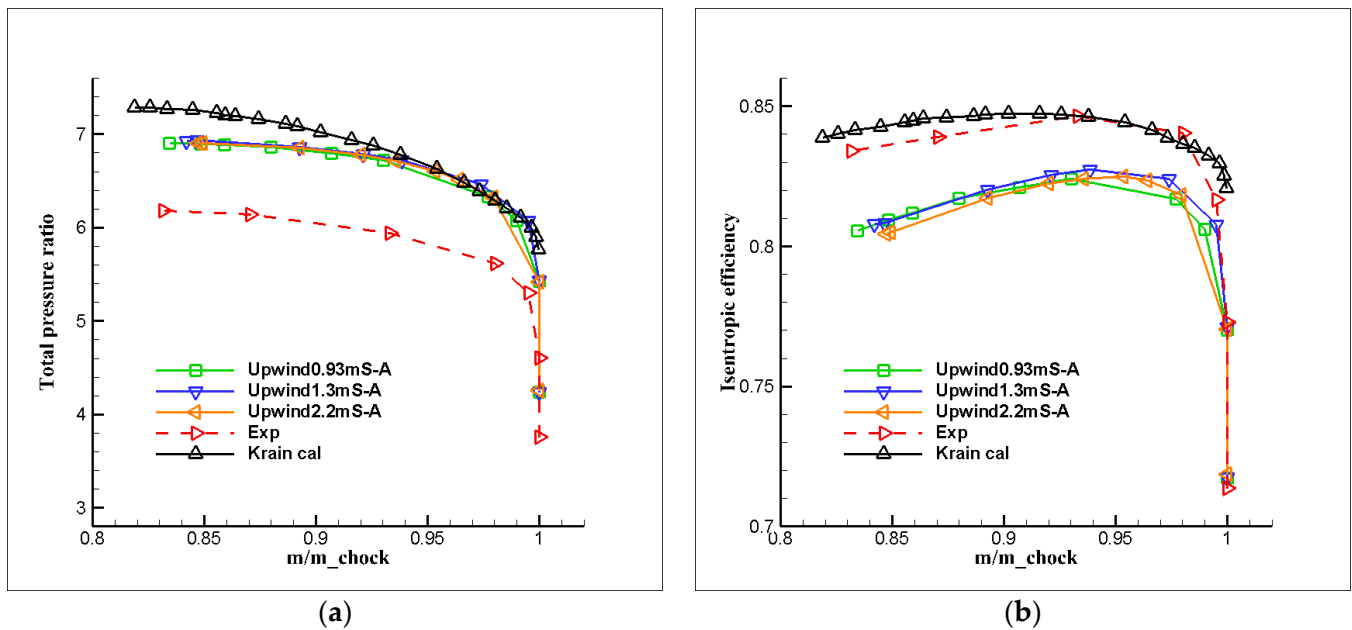 Total pressure ratio
7
6
5
4
3
Upwind0.93mS-A
Upwind1.3mS-A
Upwind2.2mS-A
Exp
Krain cal
0.8 0.85 0.9 0.95 1
m/m_chock
(a)
Isentropic efficiency
0.85
0.8
0.75
0.7
Upwind0.93mS-A
Upwind1.3mS-A
Upwind2.2mS-A
Exp
Krain cal
0.8 0.85 0.9 0.95 1
m/m_chock
(b)